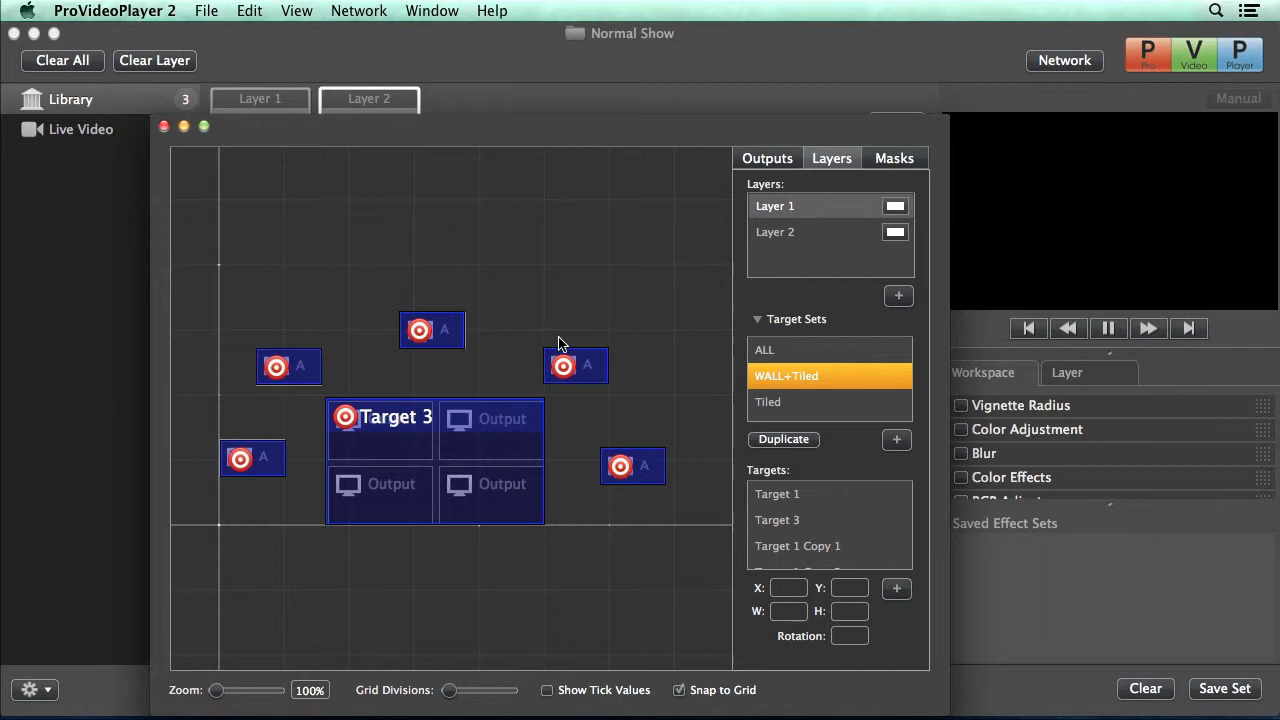 ProVideoPlayer 2 File Edit View Network Window Help
Normal Show
Clear All Clear Layer Network P Pro V Video P Player
Library 3 Layer 1 Layer 2 Manual
Live Video
Outputs Layers Masks
Layers:
Layer 1
Layer 2
+
Target Sets
ALL
WALL+Tiled
Tiled
Duplicate +
Targets:
Target 1
Target 3
Target 1 Copy 1
X: Y: +
W: H:
Rotation:
A
A
A
Target 3 Output
A
A
Output Output
Workspace Layer
Vignette Radius
Color Adjustment
Blur
Color Effects
Saved Effect Sets
Zoom: 100% Grid Divisions: Show Tick Values Snap to Grid
Clear Save Set